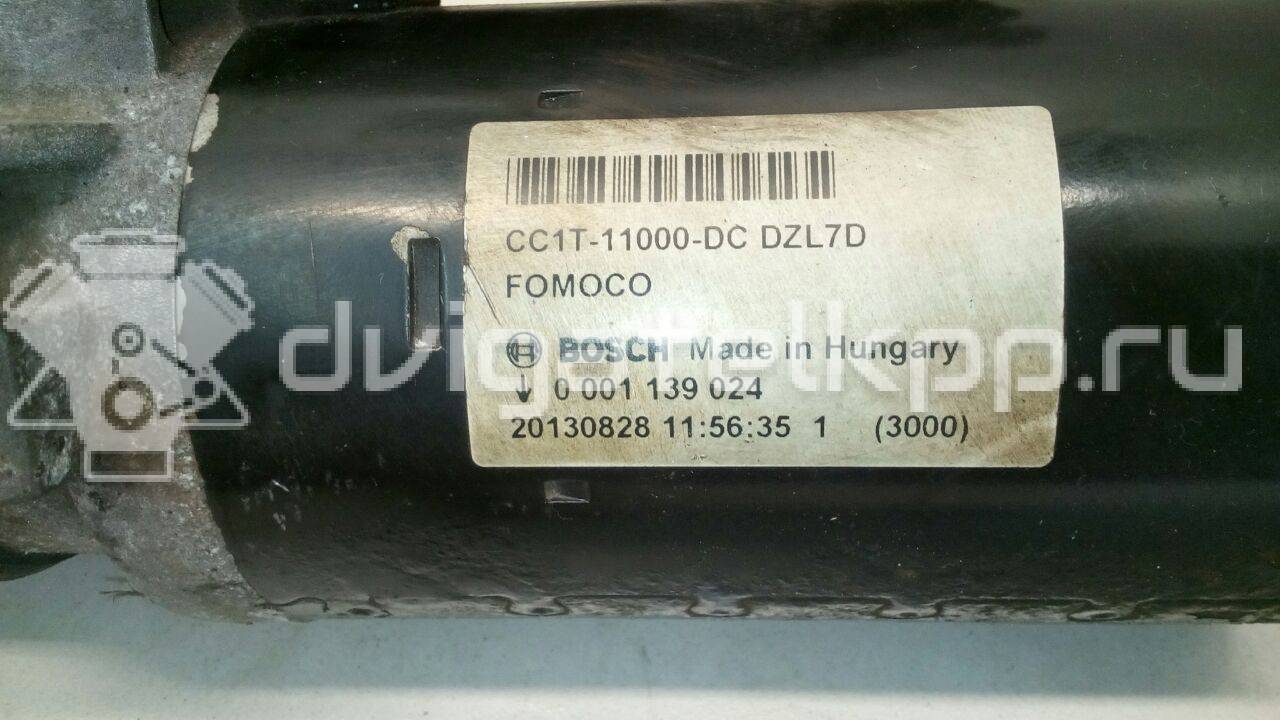 CC1T-11000-DC DZL7D
FOMOCO
BOSCH Made in Hungary
0 001 139 024
20130828 11:56:35 1 (3000)
dvigatelkpp.ru